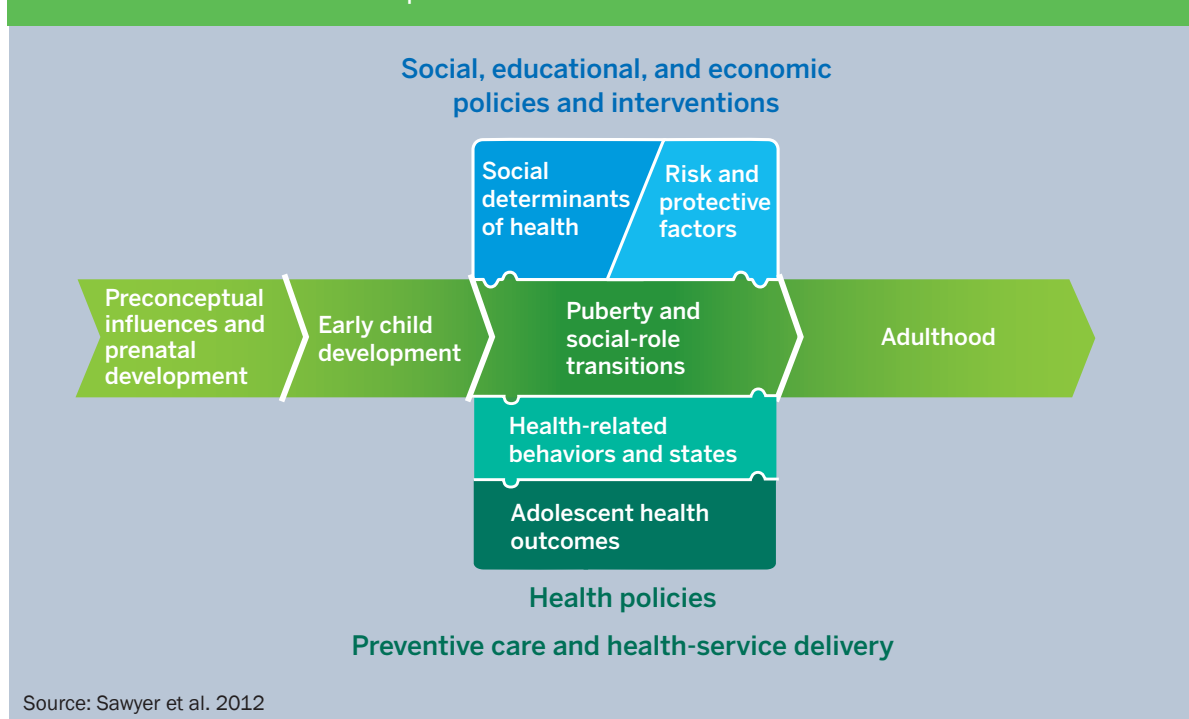 Social, educational, and economic
policies and interventions
Social
determinants
of health
Risk and
protective
factors
Preconceptual
influences and
prenatal
development
Early child
development
Puberty and
social-role
transitions
Adulthood
Health-related
behaviors and states
Adolescent health
outcomes
Health policies
Preventive care and health-service delivery
Source: Sawyer et al. 2012